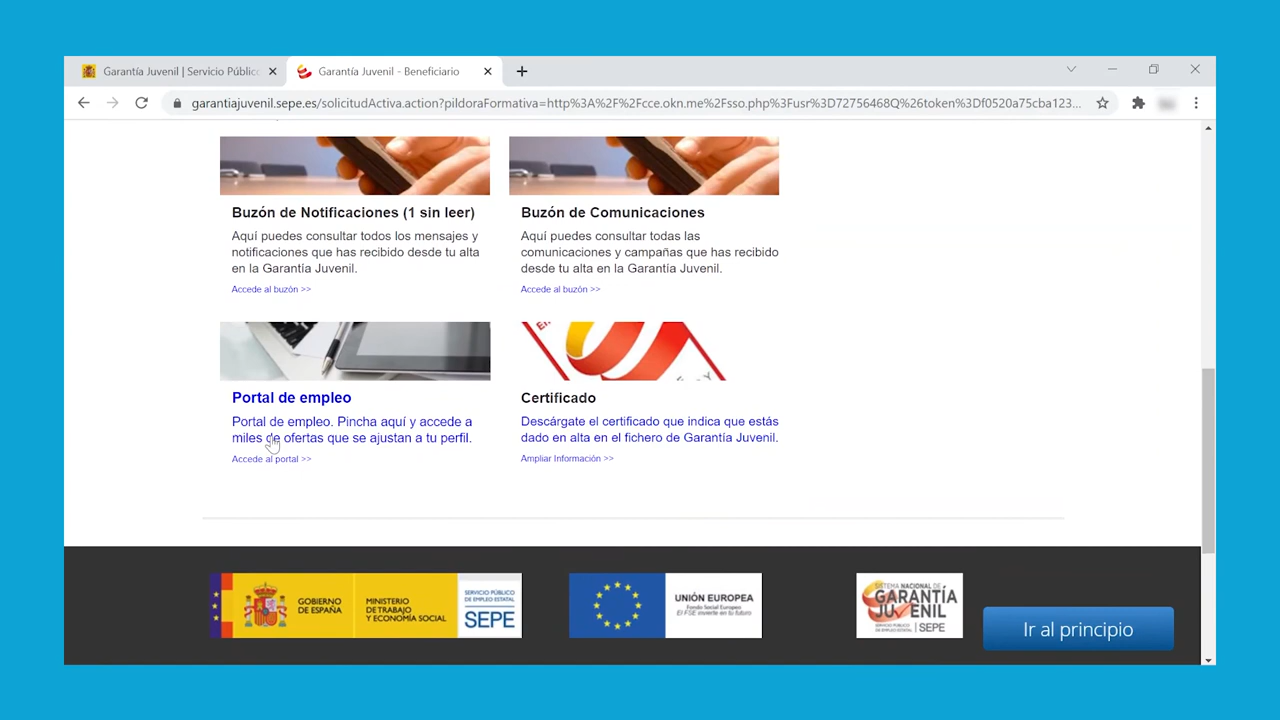 Garantía Juvenil | Servicio Públic
Garantía Juvenil - Beneficiario
garantiajuvenil.sepe.es/solicitudActiva.action?pildoraFormativa=http%3A%2F%2Fcce.okn.me%2Fsso.php%3Fusr%3D72756468Q%26token%3Df0520a75cba123...
Buzón de Notificaciones (1 sin leer)
Aquí puedes consultar todos los mensajes y
notificaciones que has recibido desde tu alta
en la Garantía Juvenil.
Accede al buzón >>
Buzón de Comunicaciones
Aquí puedes consultar todas las
comunicaciones y campañas que has recibido
desde tu alta en la Garantía Juvenil.
Accede al buzón >>
Portal de empleo
Portal de empleo. Pincha aquí y accede a
miles de ofertas que se ajustan a tu perfil.
Accede al portal >>
Certificado
Descárgate el certificado que indica que estás
dado en alta en el fichero de Garantía Juvenil.
Ampliar Información >>
GOBIERNO
DE ESPAÑA
MINISTERIO
DE TRABAJO
Y ECONOMÍA SOCIAL
SERVICIO PÚBLICO
DE EMPLEO ESTATAL
SEPE
UNIÓN EUROPEA
Fondo Social Europeo
El FSE invierte en tu futuro
SISTEMA NACIONAL DE
GARANTÍA
JUVENIL
SERVICIO PÚBLICO
DE EMPLEO ESTATAL
SEPE
Ir al principio